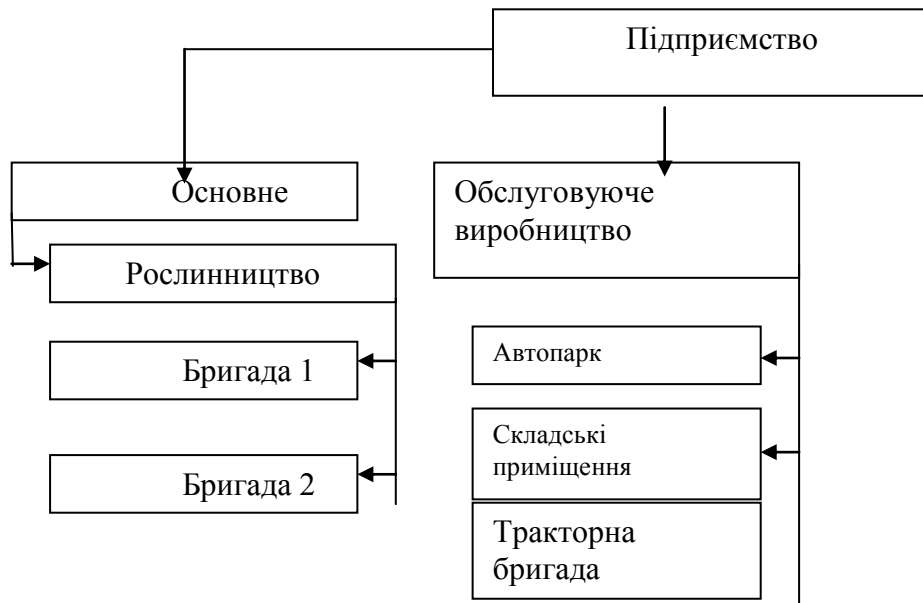 Підприємство
Основне
Обслуговуюче
виробництво
Рослинництво
Бригада 1
Автопарк
Складські
приміщення
Бригада 2
Тракторна
бригада